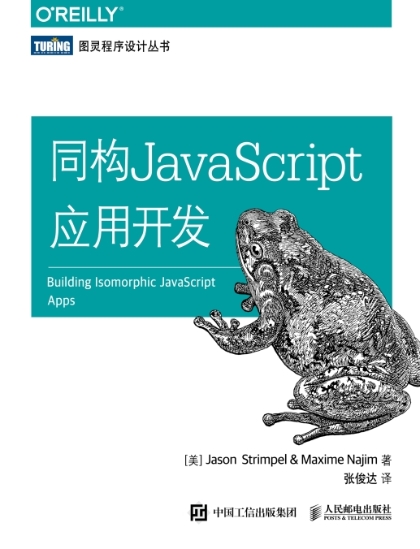 O'REILLY®
TURING 图灵程序设计丛书
同构JavaScript
应用开发
Building Isomorphic JavaScript
Apps
[美] Jason Strimpel & Maxime Najim 著
张俊达 译
中国工信出版集团 人民邮电出版社
POSTS & TELECOM PRESS